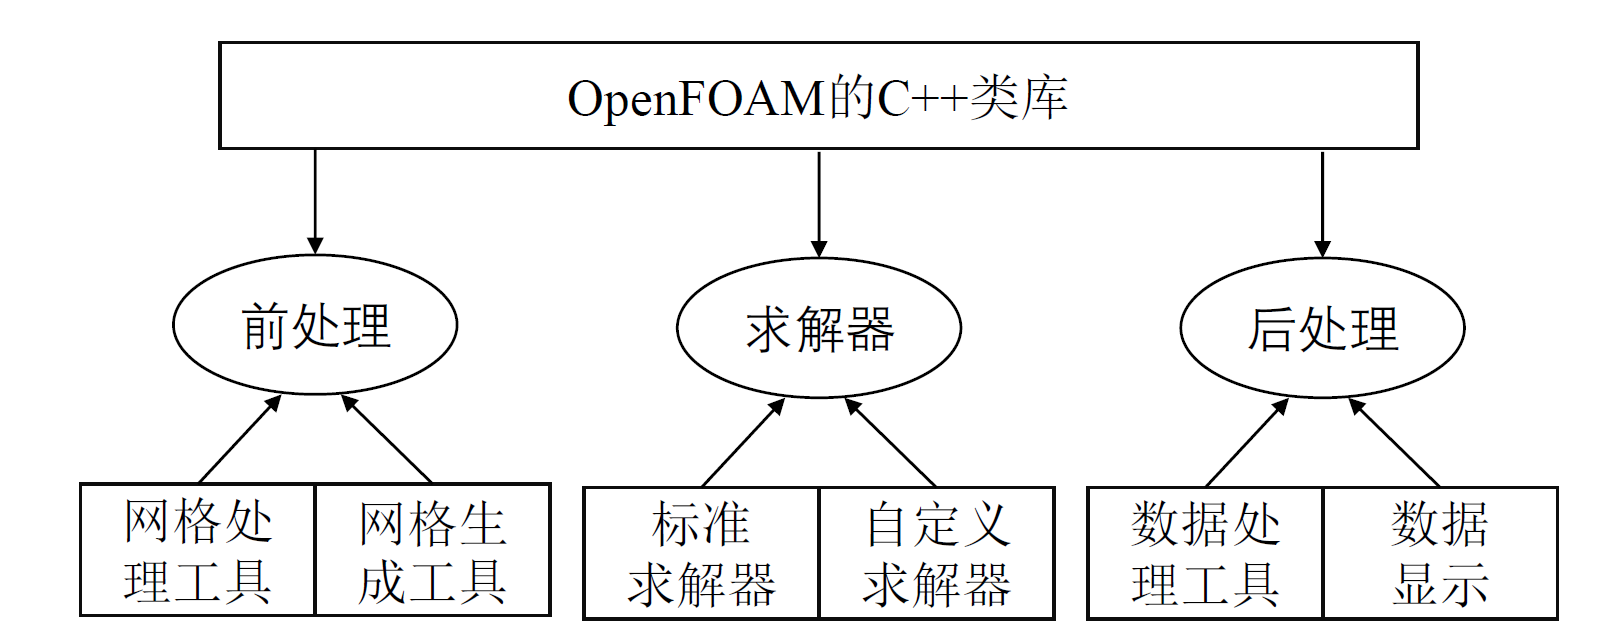 OpenFOAM的C++类库
前处理
求解器
后处理
网格处
理工具
网格生
成工具
标准
求解器
自定义
求解器
数据处
理工具
数据
显示